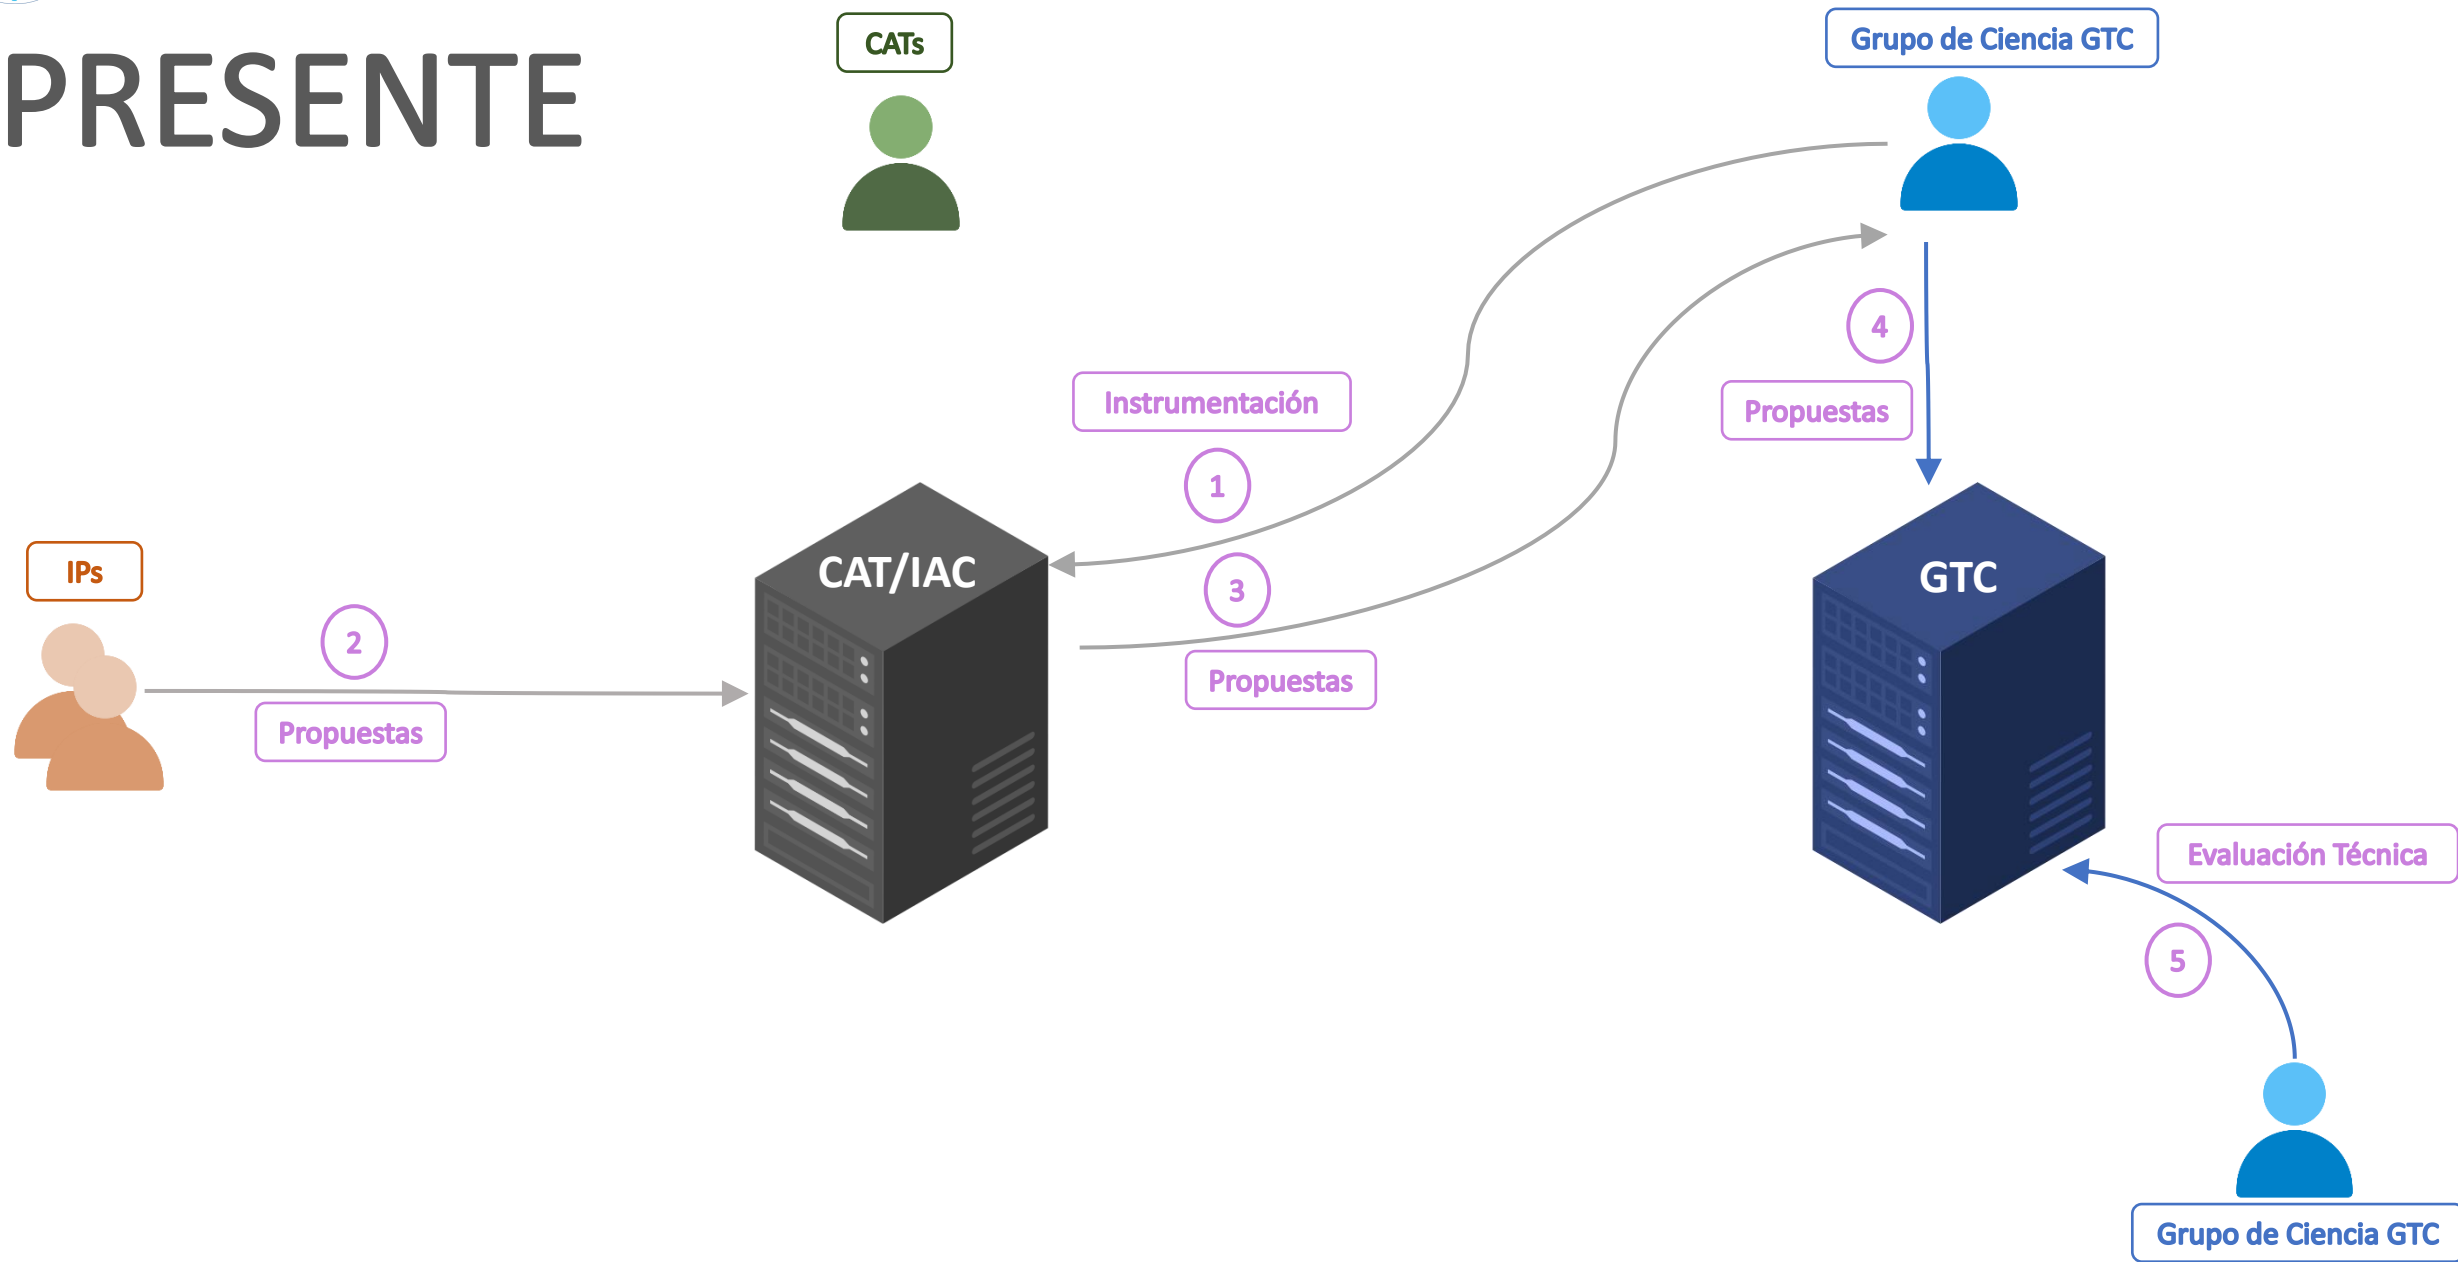 PRESENTE
CATs
Grupo de Ciencia GTC
4
Instrumentación
Propuestas
1
CAT/IAC
GTC
IPs
3
2
Propuestas
Propuestas
Evaluación Técnica
5
Grupo de Ciencia GTC